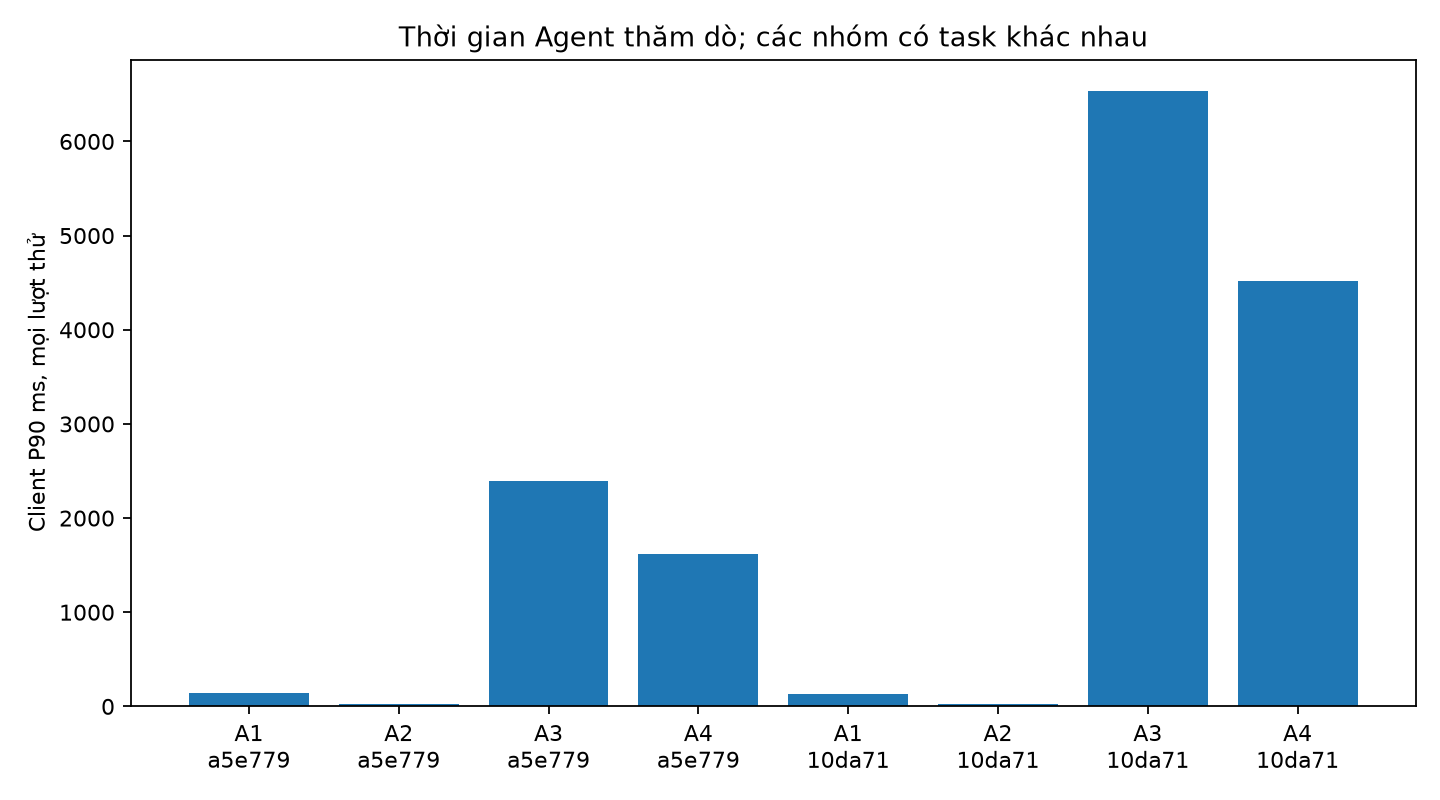 Thời gian Agent thăm dò; các nhóm có task khác nhau
Client P90 ms, mọi lượt thử
6000
5000
4000
3000
2000
1000
0
A1
a5e779
A2
a5e779
A3
a5e779
A4
a5e779
A1
10da71
A2
10da71
A3
10da71
A4
10da71